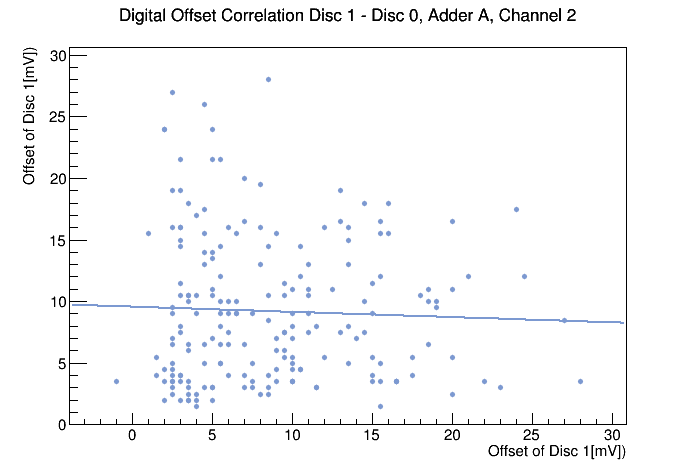 Digital Offset Correlation Disc 1 - Disc 0, Adder A, Channel 2
Offset of Disc 1[mV])
30
25
20
15
10
5
0
0 5 10 15 20 25 30
Offset of Disc 1[mV])